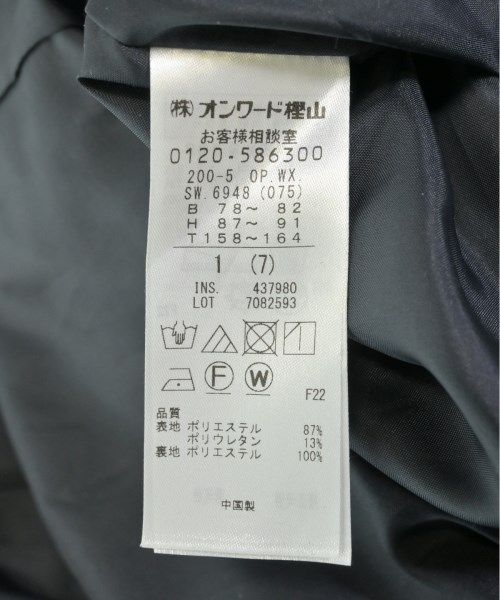 ㈱オンワード樫山
お客様相談室
0120-586300
200-5 OP.WX.
SW.6948 (075)
B 78～ 82
H 87～ 91
T 158～164
1 (7)
INS. 437980
LOT 7082593
F W
F22
品質
表地 ポリエステル 87%
ポリウレタン 13%
裏地 ポリエステル 100%
中国製